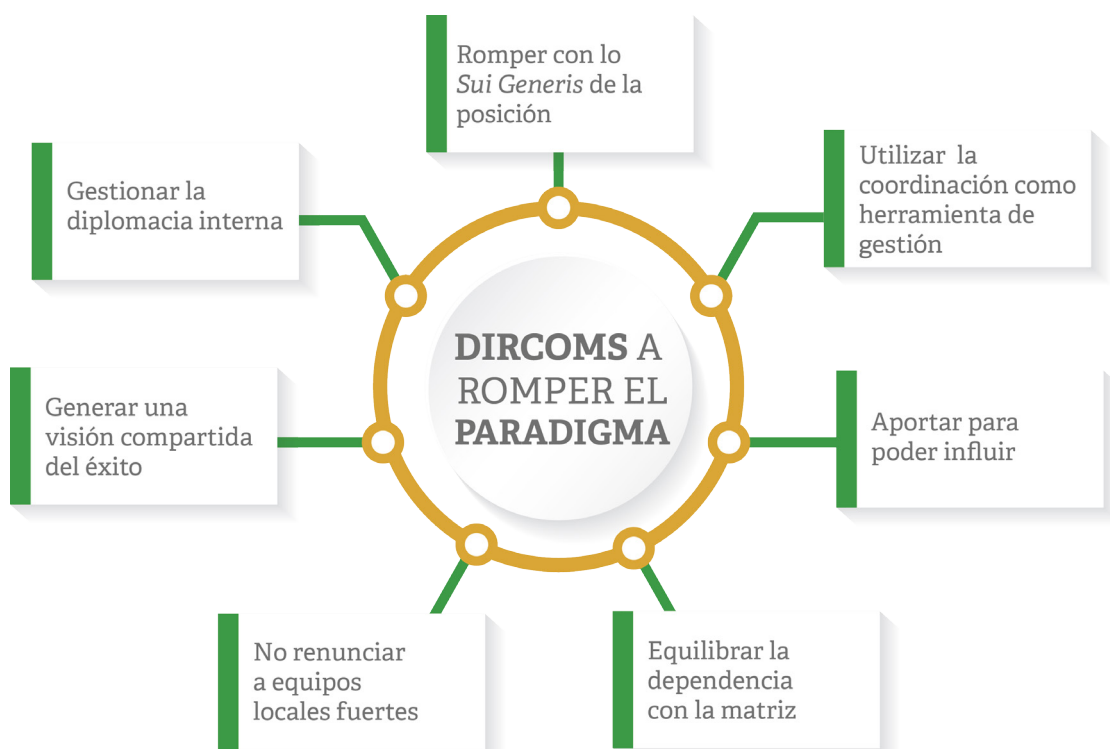 Romper con lo
Sui Generis de la
posición
Utilizar la
coordinación como
herramienta de
gestión
Aportar para
poder influir
Equilibrar la
dependencia
con la matriz
No renunciar
a equipos
locales fuertes
Generar una
visión compartida
del éxito
Gestionar la
diplomacia interna
DIRCOMS A
ROMPER EL
PARADIGMA